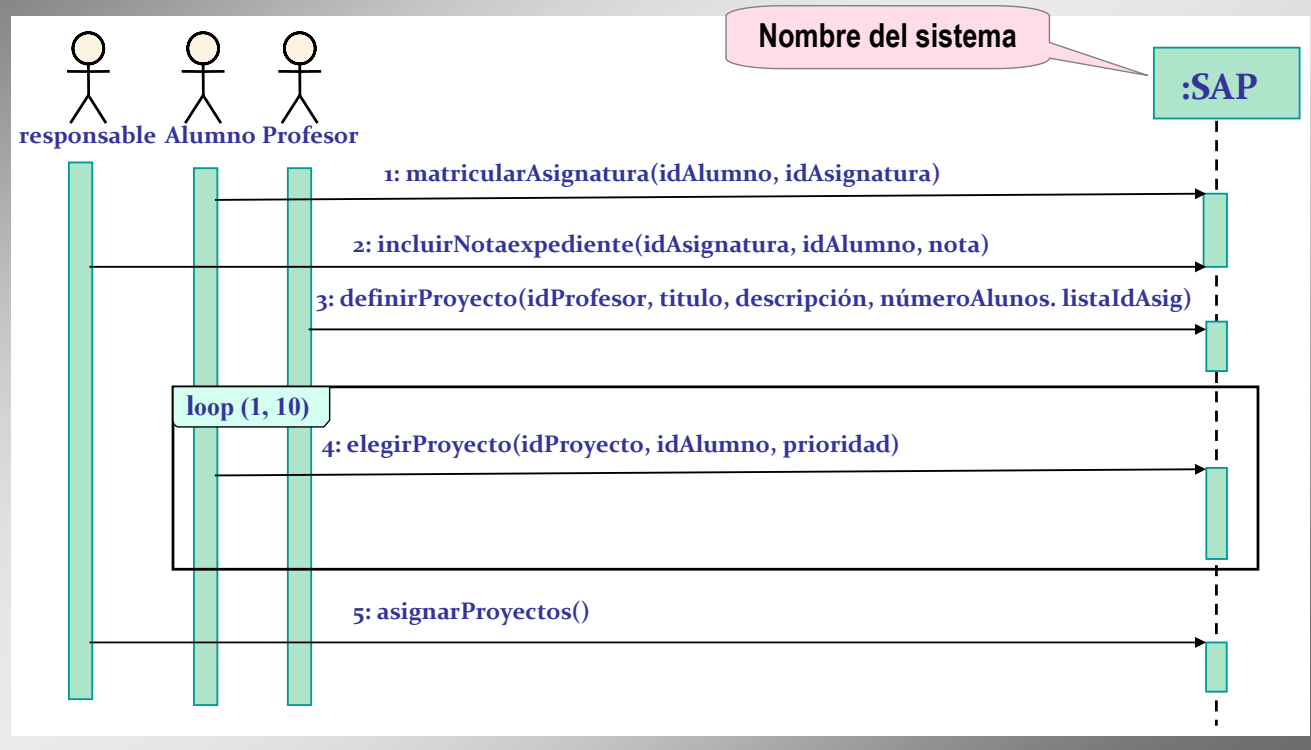 Nombre del sistema
:SAP
responsable Alumno Profesor
1: matricularAsignatura(idAlumno, idAsignatura)
2: incluirNotaexpediente(idAsignatura, idAlumno, nota)
3: definirProyecto(idProfesor, titulo, descripción, númeroAlunos. listaIdAsig)
loop (1, 10)
4: elegirProyecto(idProyecto, idAlumno, prioridad)
5: asignarProyectos()